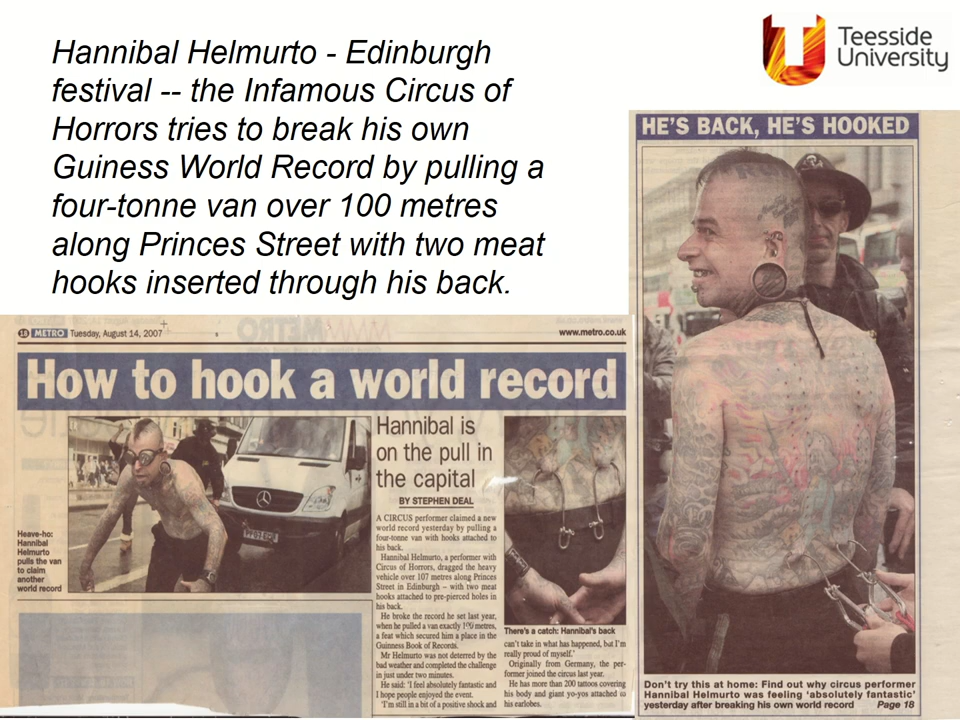 Hannibal Helmurto - Edinburgh
festival -- the Infamous Circus of
Horrors tries to break his own
Guiness World Record by pulling a
four-tonne van over 100 metres
along Princes Street with two meat
hooks inserted through his back.
Teesside
University
HE'S BACK, HE'S HOOKED
Don't try this at home: Find out why circus performer
Hannibal Helmurto was feeling 'absolutely fantastic'
yesterday after breaking his own world record Page 18
18 METRO Tuesday, August 14, 2007
www.metro.co.uk
How to hook a world record
Heave-ho:
Hannibal
Helmurto
pulls the van
to claim
another
world record
Hannibal is
on the pull in
the capital
BY STEPHEN DEAL
A CIRCUS performer claimed a new
world record yesterday by pulling a
four-tonne van with hooks attached to
his back.
Hannibal Helmurto, a performer with
Circus of Horrors, dragged the heavy
vehicle over 107 metres along Princes
Street in Edinburgh – with two meat
hooks attached to pre-pierced holes in
his back.
He broke the record he set last year,
when he pulled a van exactly 100 metres,
a feat which secured him a place in the
Guinness Book of Records.
Mr Helmurto was not deterred by the
bad weather and completed the challenge
in just under two minutes.
He said: 'I feel absolutely fantastic and
I hope people enjoyed the event.
'I'm still in a bit of a positive shock and
There's a catch: Hannibal's back
can't take in what has happened, but I'm
really proud of myself.'
Originally from Germany, the per-
former joined the circus last year.
He has more than 200 tattoos covering
his body and giant yo-yos attached to
his earlobes.